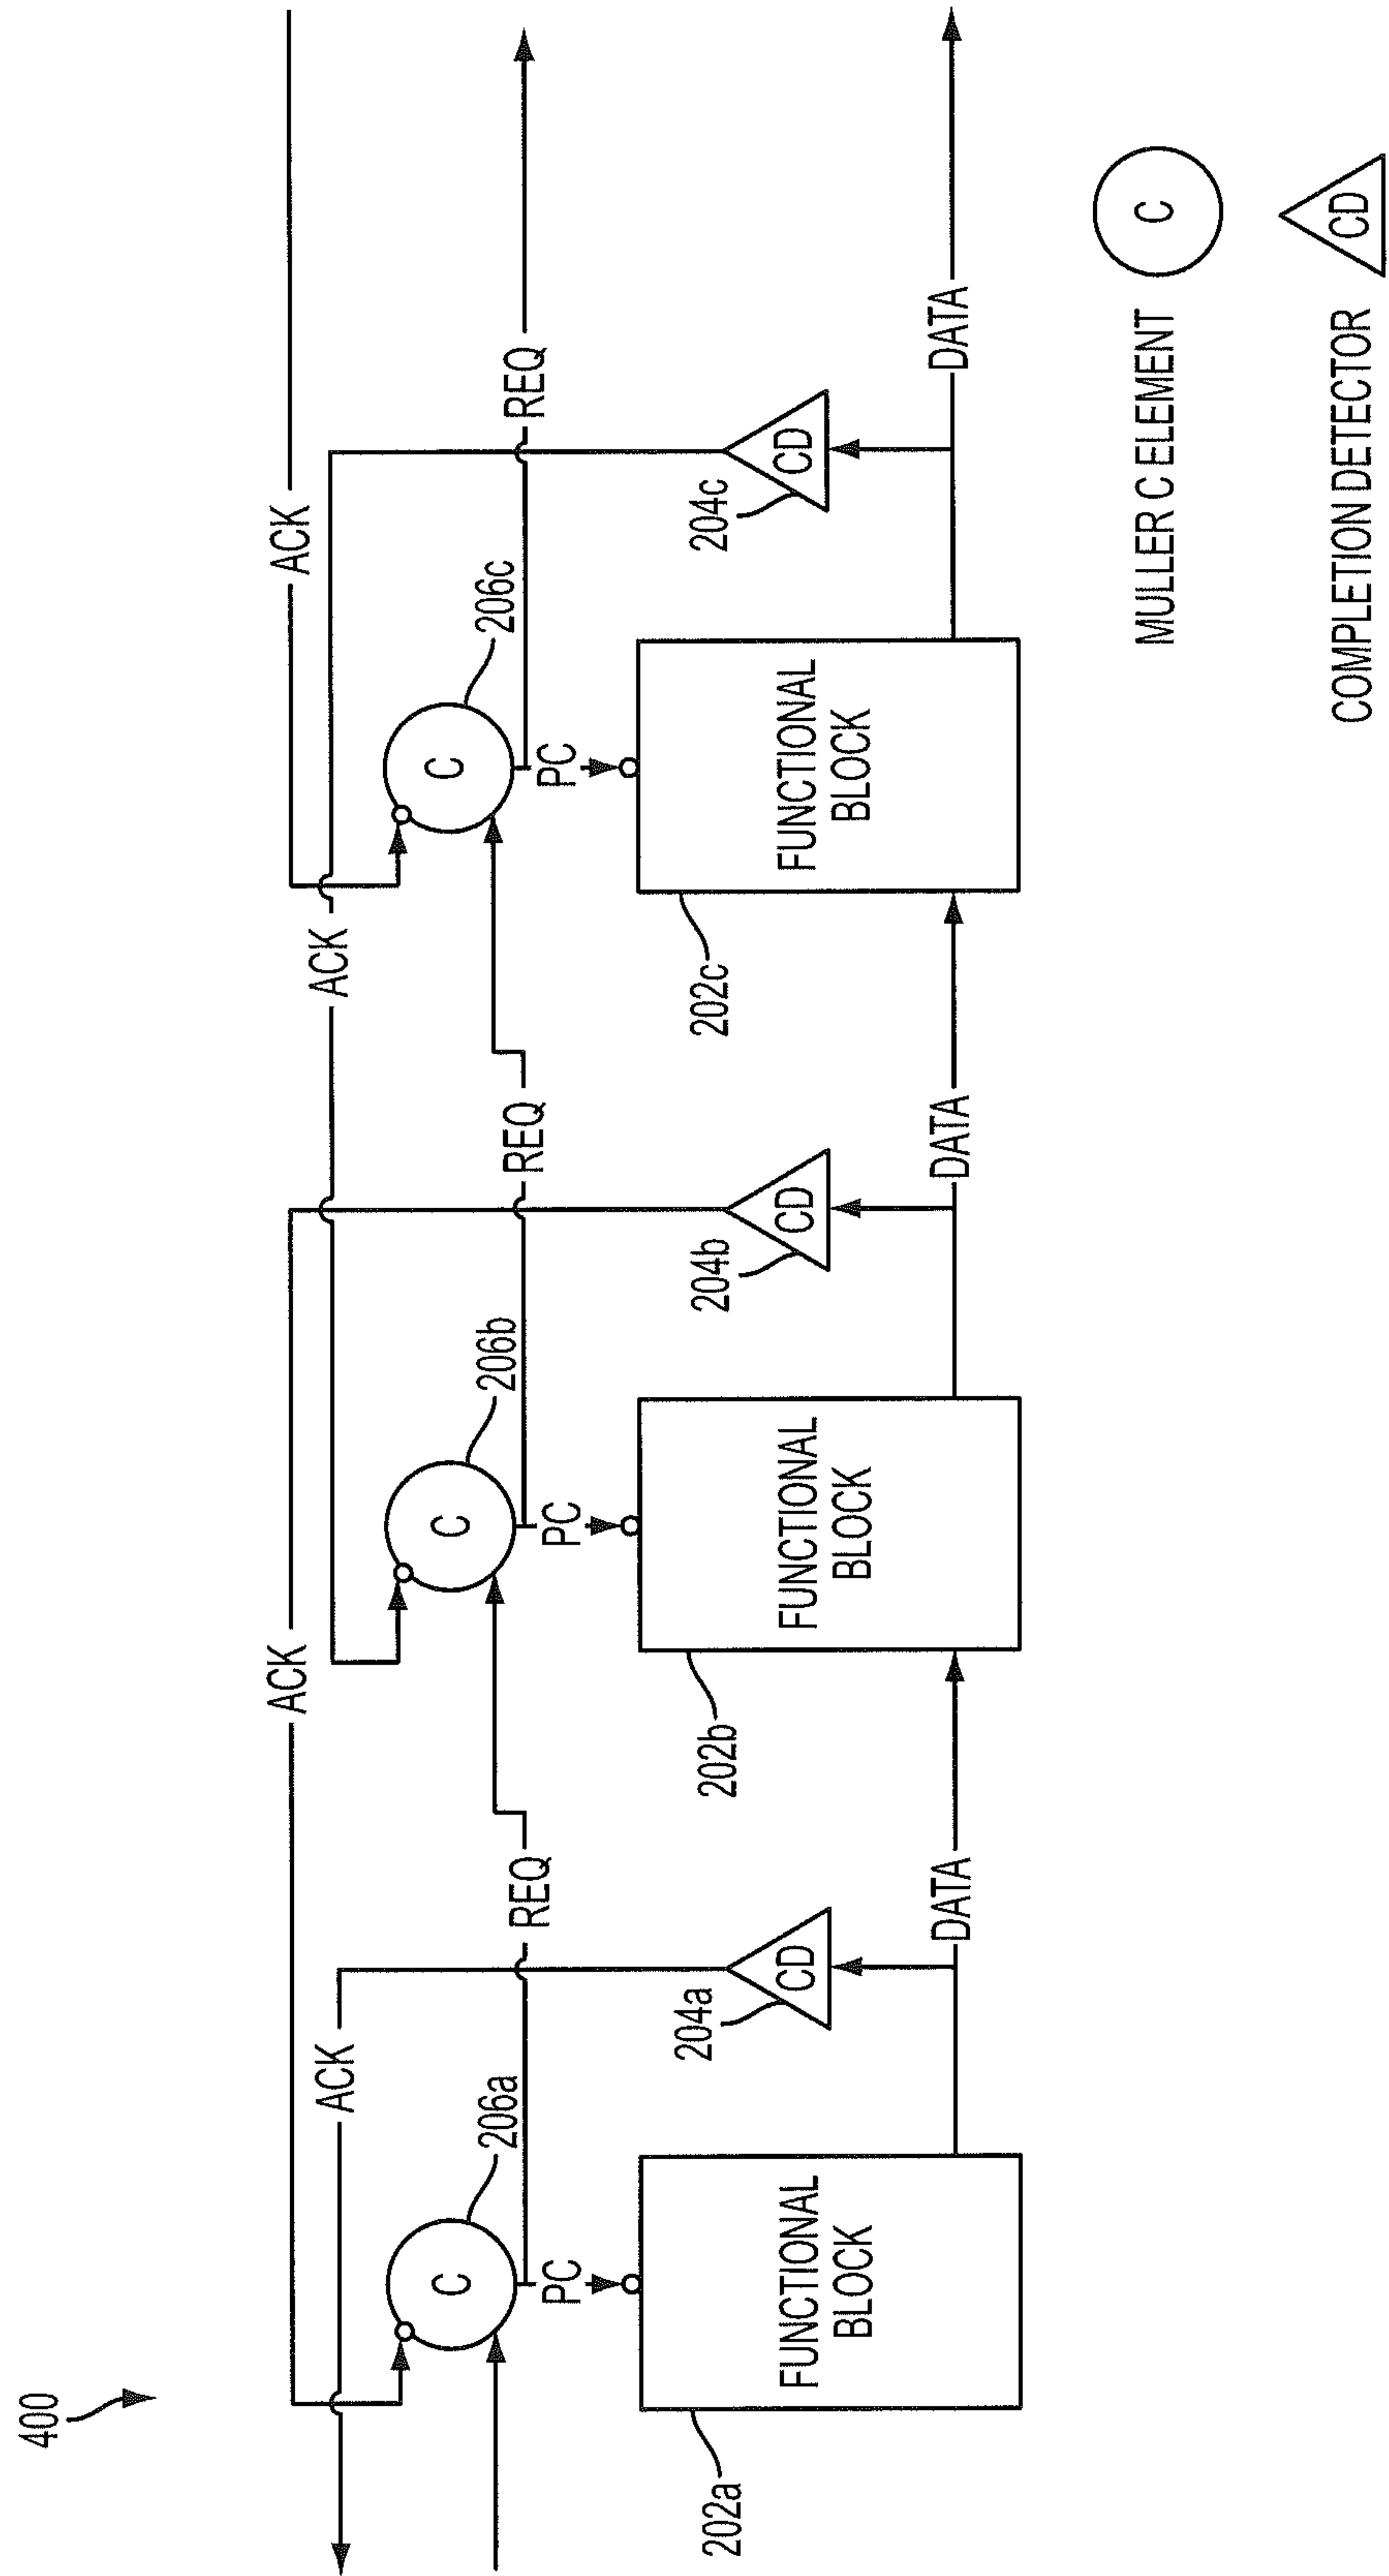 400
ACK
ACK
ACK
ACK
206a
206b
206c
C
C
C
REQ
REQ
REQ
PC
PC
PC
204a
204b
204c
CD
CD
CD
202a
202b
202c
FUNCTIONAL
BLOCK
FUNCTIONAL
BLOCK
FUNCTIONAL
BLOCK
DATA
DATA
DATA
MULLER C ELEMENT
C
COMPLETION DETECTOR
CD